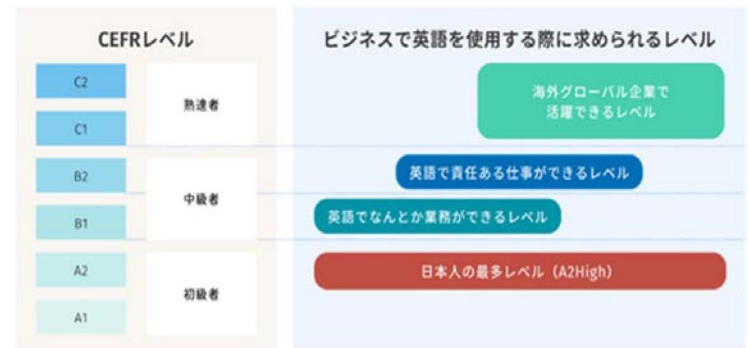 CEFRレベル
ビジネスで英語を使用する際に求められるレベル
C2
C1
熟達者
海外グローバル企業で
活躍できるレベル
B2
B1
中級者
英語で責任ある仕事ができるレベル
英語でなんとか業務ができるレベル
A2
A1
初級者
日本人の最多レベル（A2High）